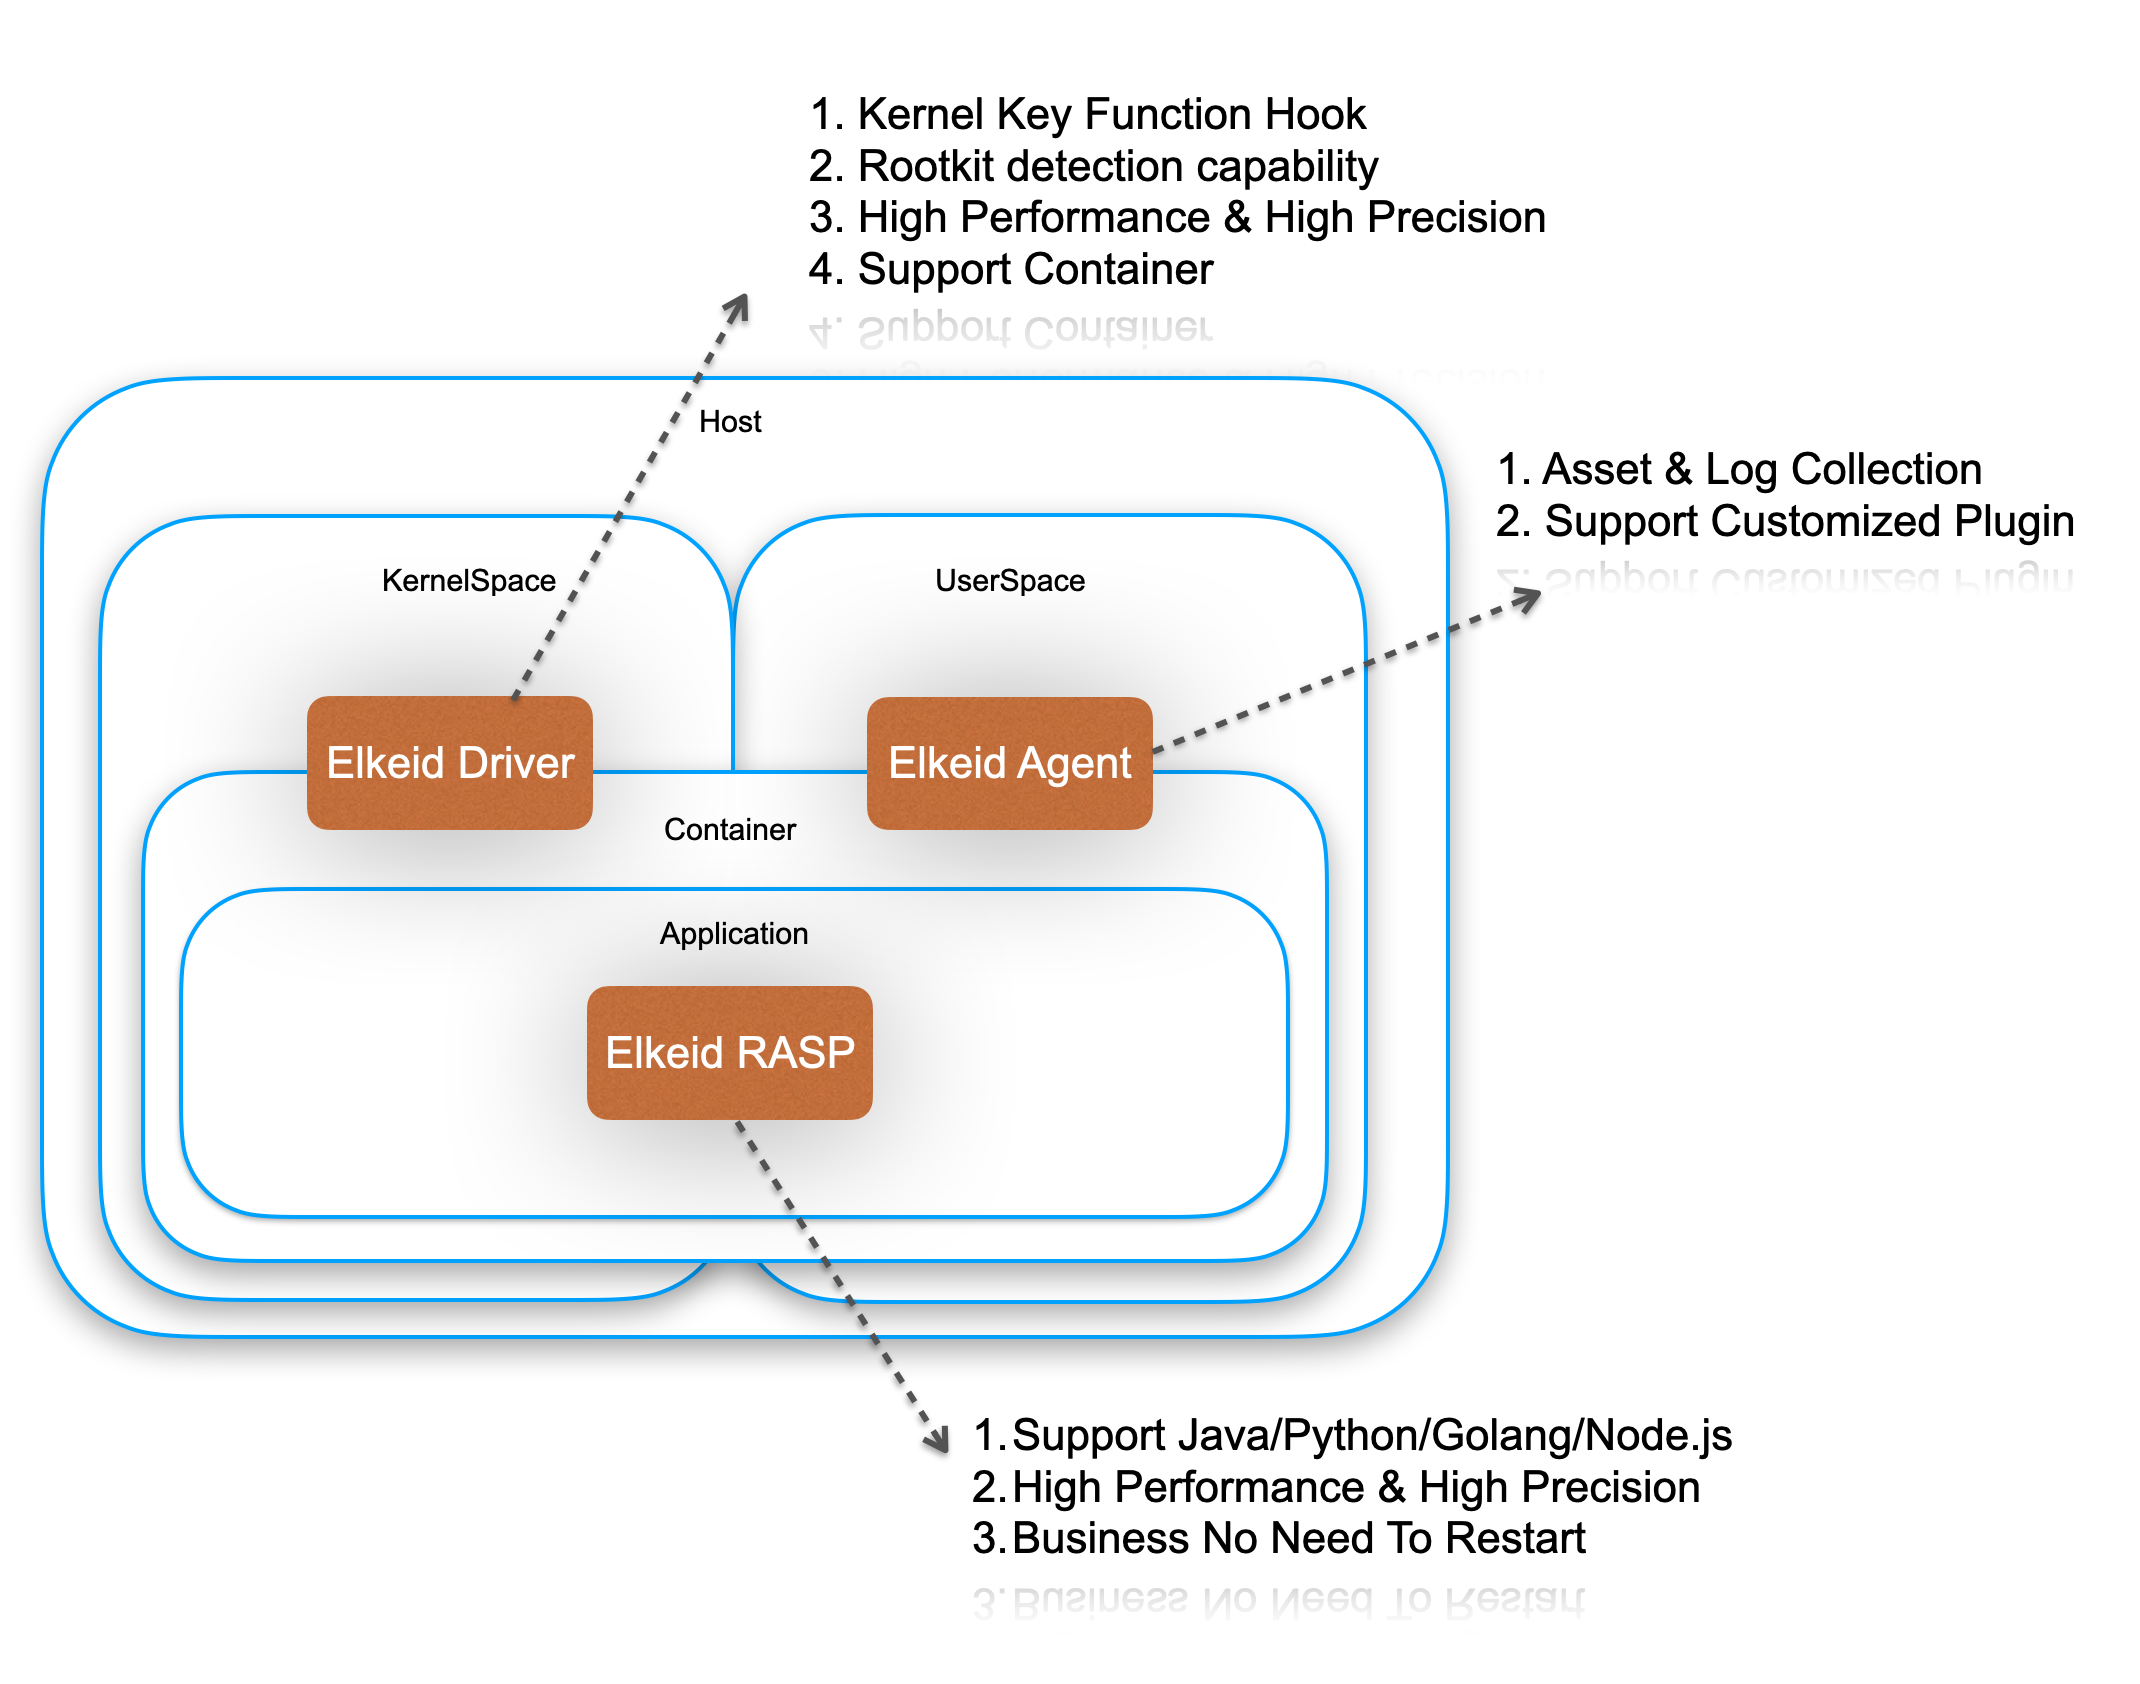 1. Kernel Key Function Hook
2. Rootkit detection capability
3. High Performance & High Precision
4. Support Container
Host
1. Asset & Log Collection
2. Support Customized Plugin
KernelSpace
UserSpace
Elkeid Driver
Elkeid Agent
Container
Application
Elkeid RASP
1.Support Java/Python/Golang/Node.js
2.High Performance & High Precision
3.Business No Need To Restart